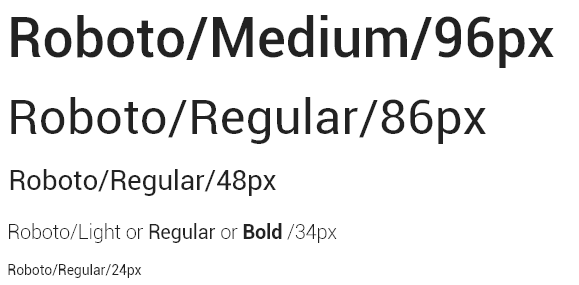 Roboto/Medium/96px
Roboto/Regular/86px
Roboto/Regular/48px
Roboto/Light or Regular or Bold /34px
Roboto/Regular/24px